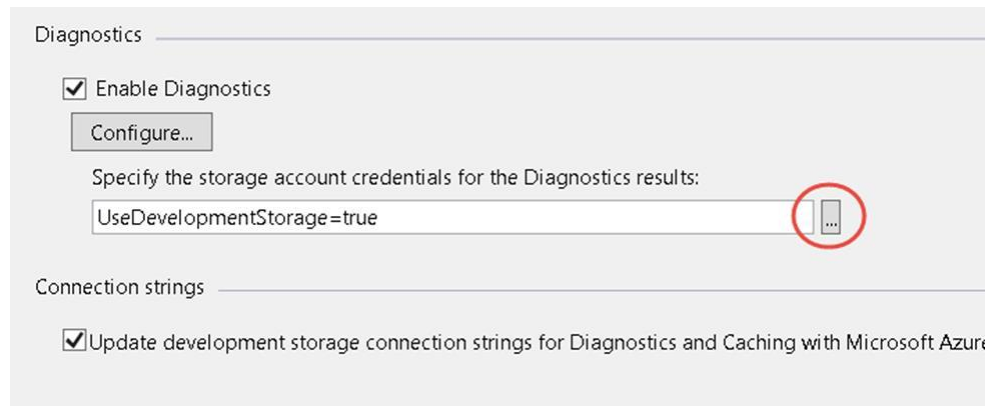 Diagnostics
Enable Diagnostics
Configure...
Specify the storage account credentials for the Diagnostics results:
UseDevelopmentStorage=true
...
Connection strings
Update development storage connection strings for Diagnostics and Caching with Microsoft Azure